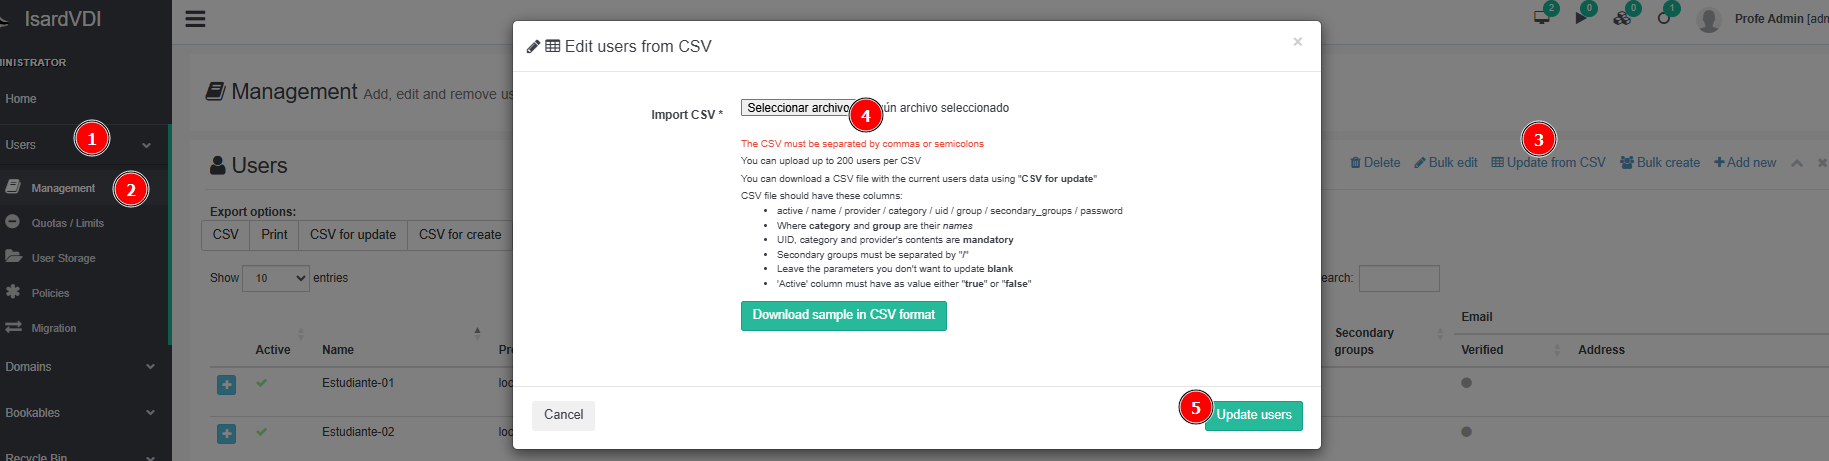 IsardVDI
2 0 0 1
Profe Admin [adm
MINISTRATOR
Home
Users 1
Management 2
Quotas / Limits
User Storage
Policies
Migration
Domains
Bookables
Recycle Bin
Management Add, edit and remove us
Users
3
Delete Bulk edit Update from CSV Bulk create Add new
Export options:
CSV Print CSV for update CSV for create
Show 10 entries
earch:
Active Name Pro
Secondary groups
Email
Verified Address
Estudiante-01 loc
Estudiante-02 loc
Edit users from CSV ×
Import CSV * Seleccionar archivo 4 ún archivo seleccionado
The CSV must be separated by commas or semicolons
You can upload up to 200 users per CSV
You can download a CSV file with the current users data using "CSV for update"
CSV file should have these columns:
• active / name / provider / category / uid / group / secondary_groups / password
• Where category and group are their names
• UID, category and provider's contents are mandatory
• Secondary groups must be separated by "/"
• Leave the parameters you don't want to update blank
• 'Active' column must have as value either "true" or "false"
Download sample in CSV format
Cancel
5 Update users